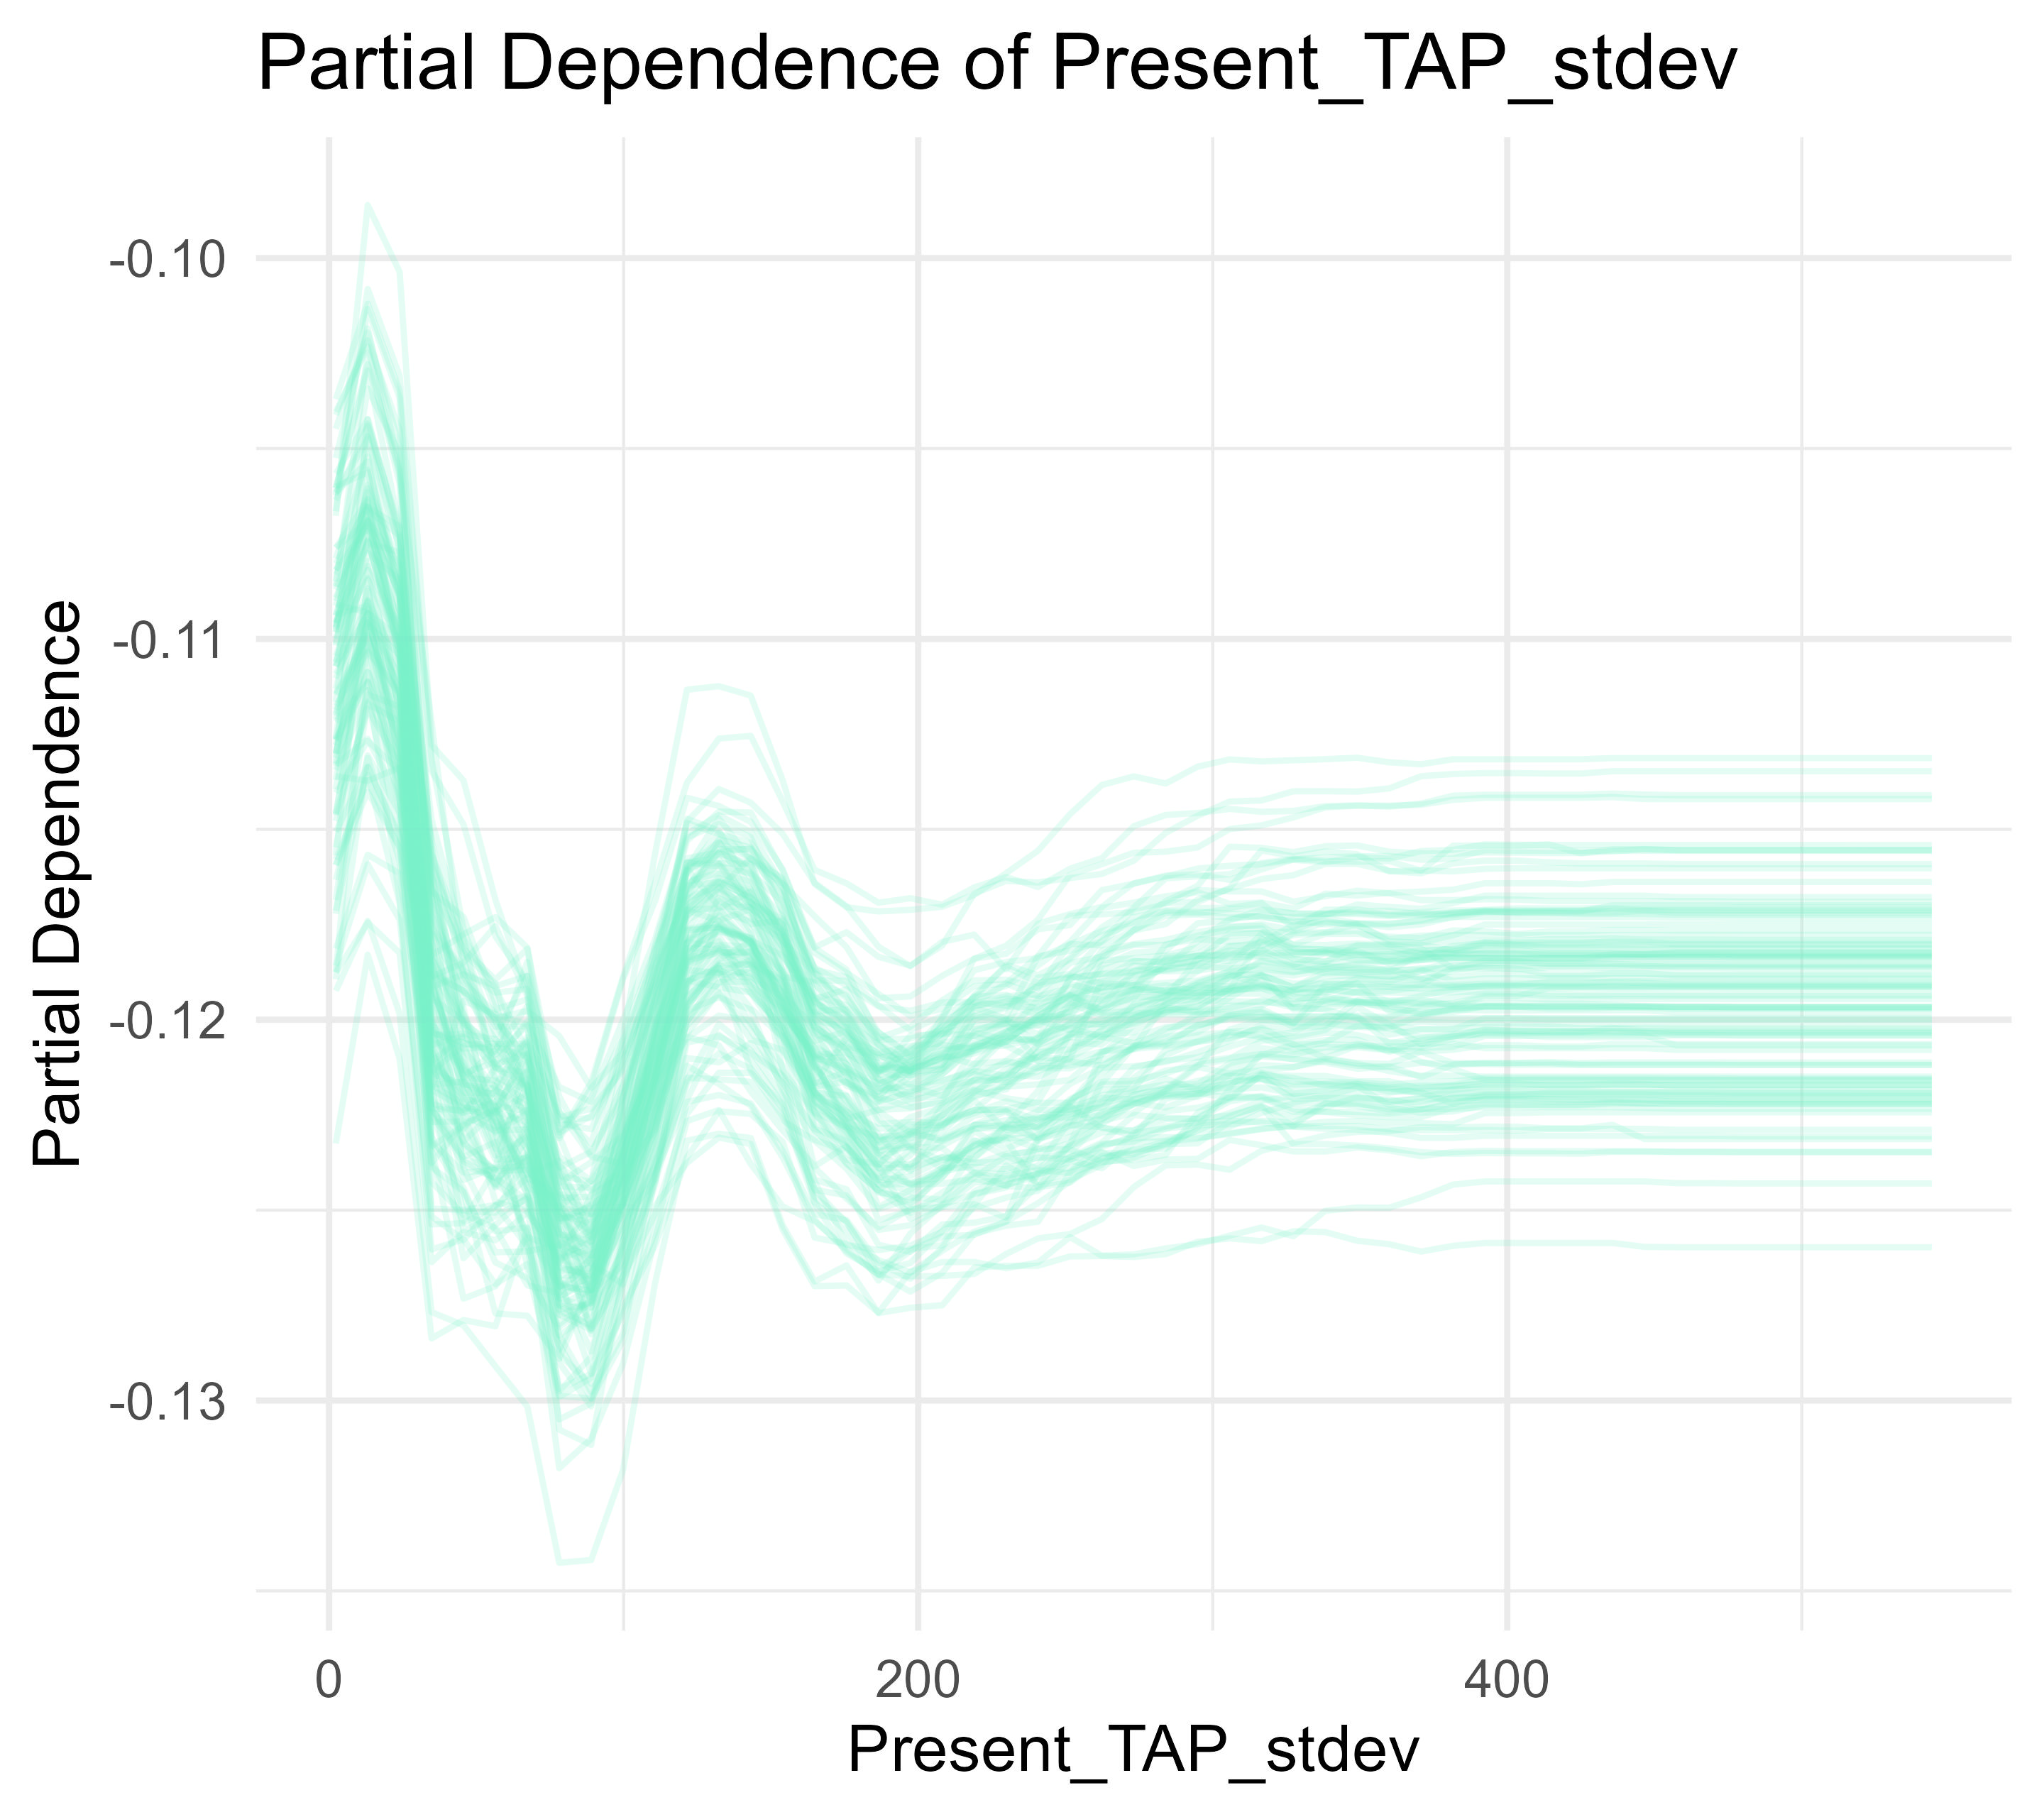 Partial Dependence of Present_TAP_stdev
Partial Dependence
-0.10
-0.11
-0.12
-0.13
0
200
400
Present_TAP_stdev